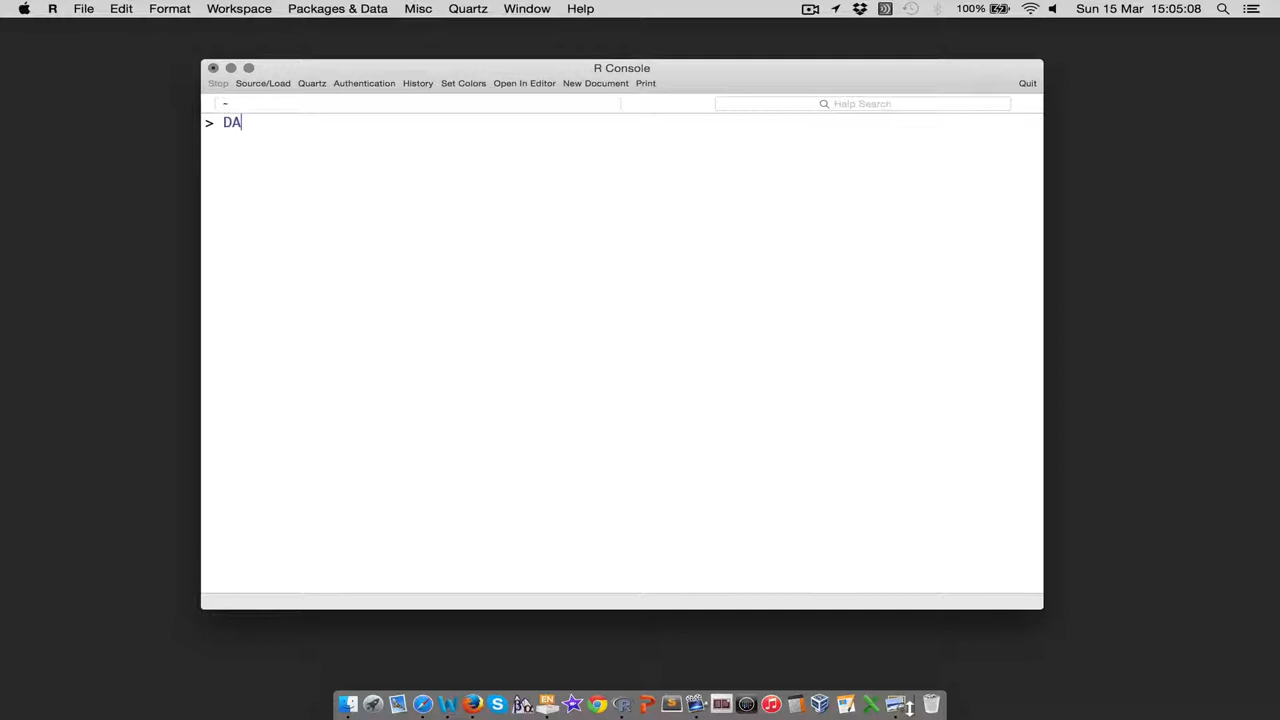 R File Edit Format Workspace Packages & Data Misc Quartz Window Help 100% Sun 15 Mar 15:05:08
R Console
Stop Source/Load Quartz Authentication History Set Colors Open In Editor New Document Print Quit
~ Help Search
> DA
EN